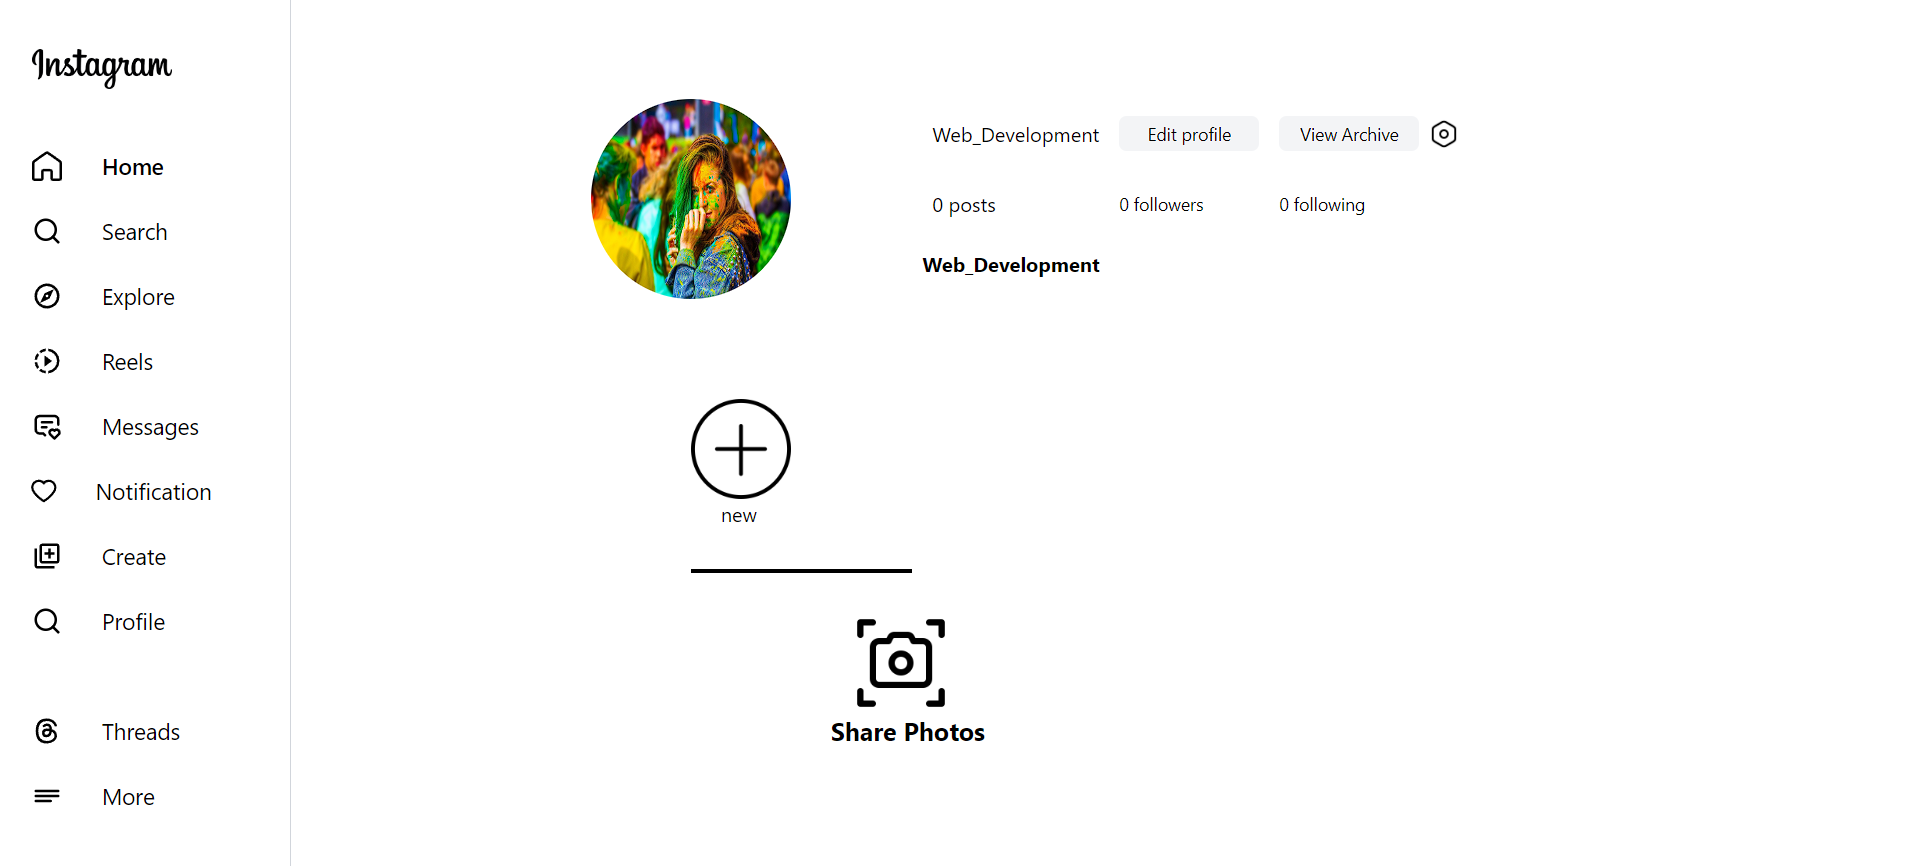 Instagram
Home
Search
Explore
Reels
Messages
Notification
Create
Profile
Threads
More
Web_Development Edit profile View Archive
0 posts 0 followers 0 following
Web_Development
new
Share Photos